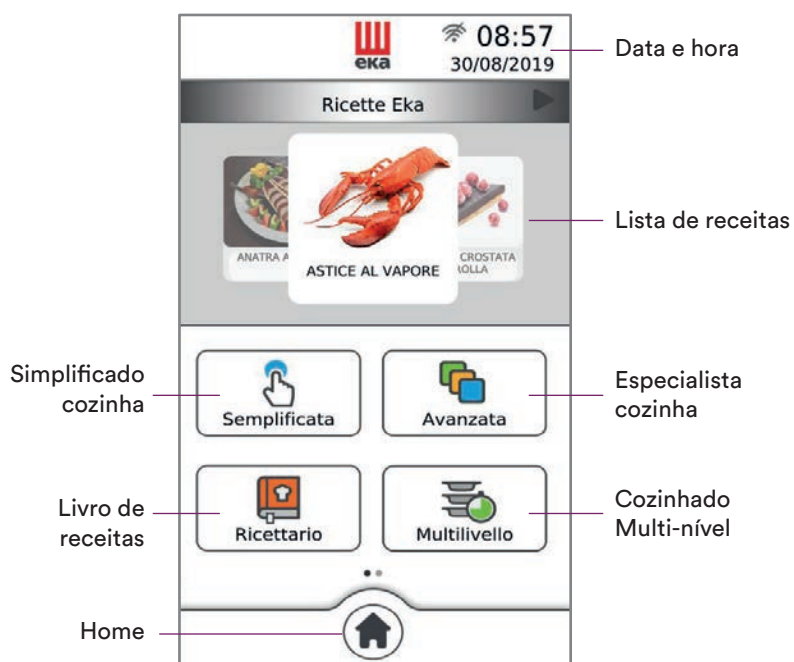 eka
08:57
30/08/2019
Data e hora
Ricette Eka
ANATRA A
ASTICE AL VAPORE
CROSTATA
Lista de receitas
Simplificado
cozinha
Semplificata
Avanzata
Especialista
cozinha
Livro de
receitas
Ricettario
Multilivello
Cozinhado
Multi-nível
Home